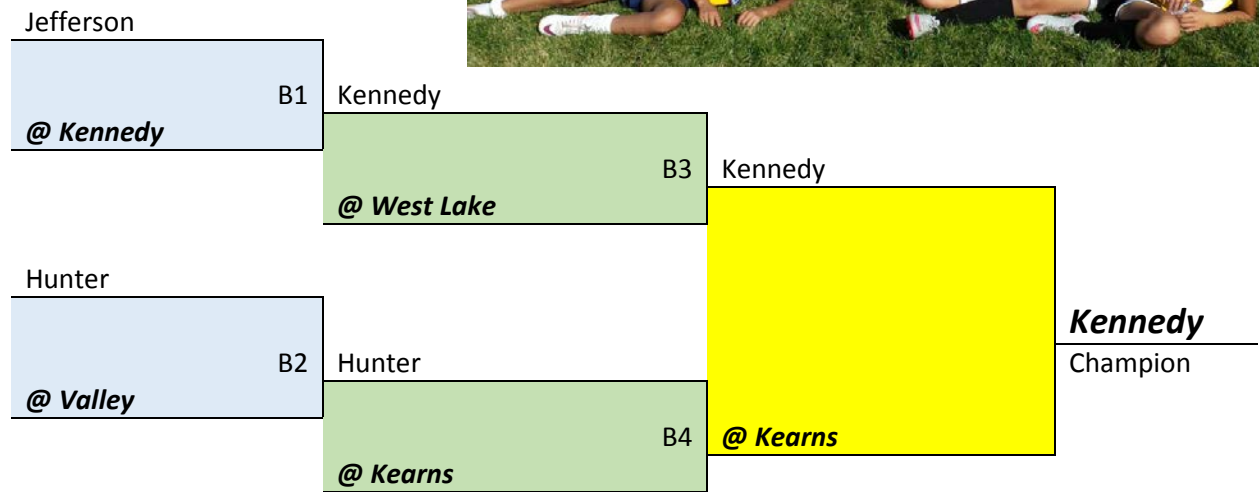 Jefferson
B1
@ Kennedy
Kennedy
B3
@ West Lake
Kennedy
Hunter
B2
@ Valley
Hunter
B4
@ Kearns
@ Kearns
Kennedy
Champion